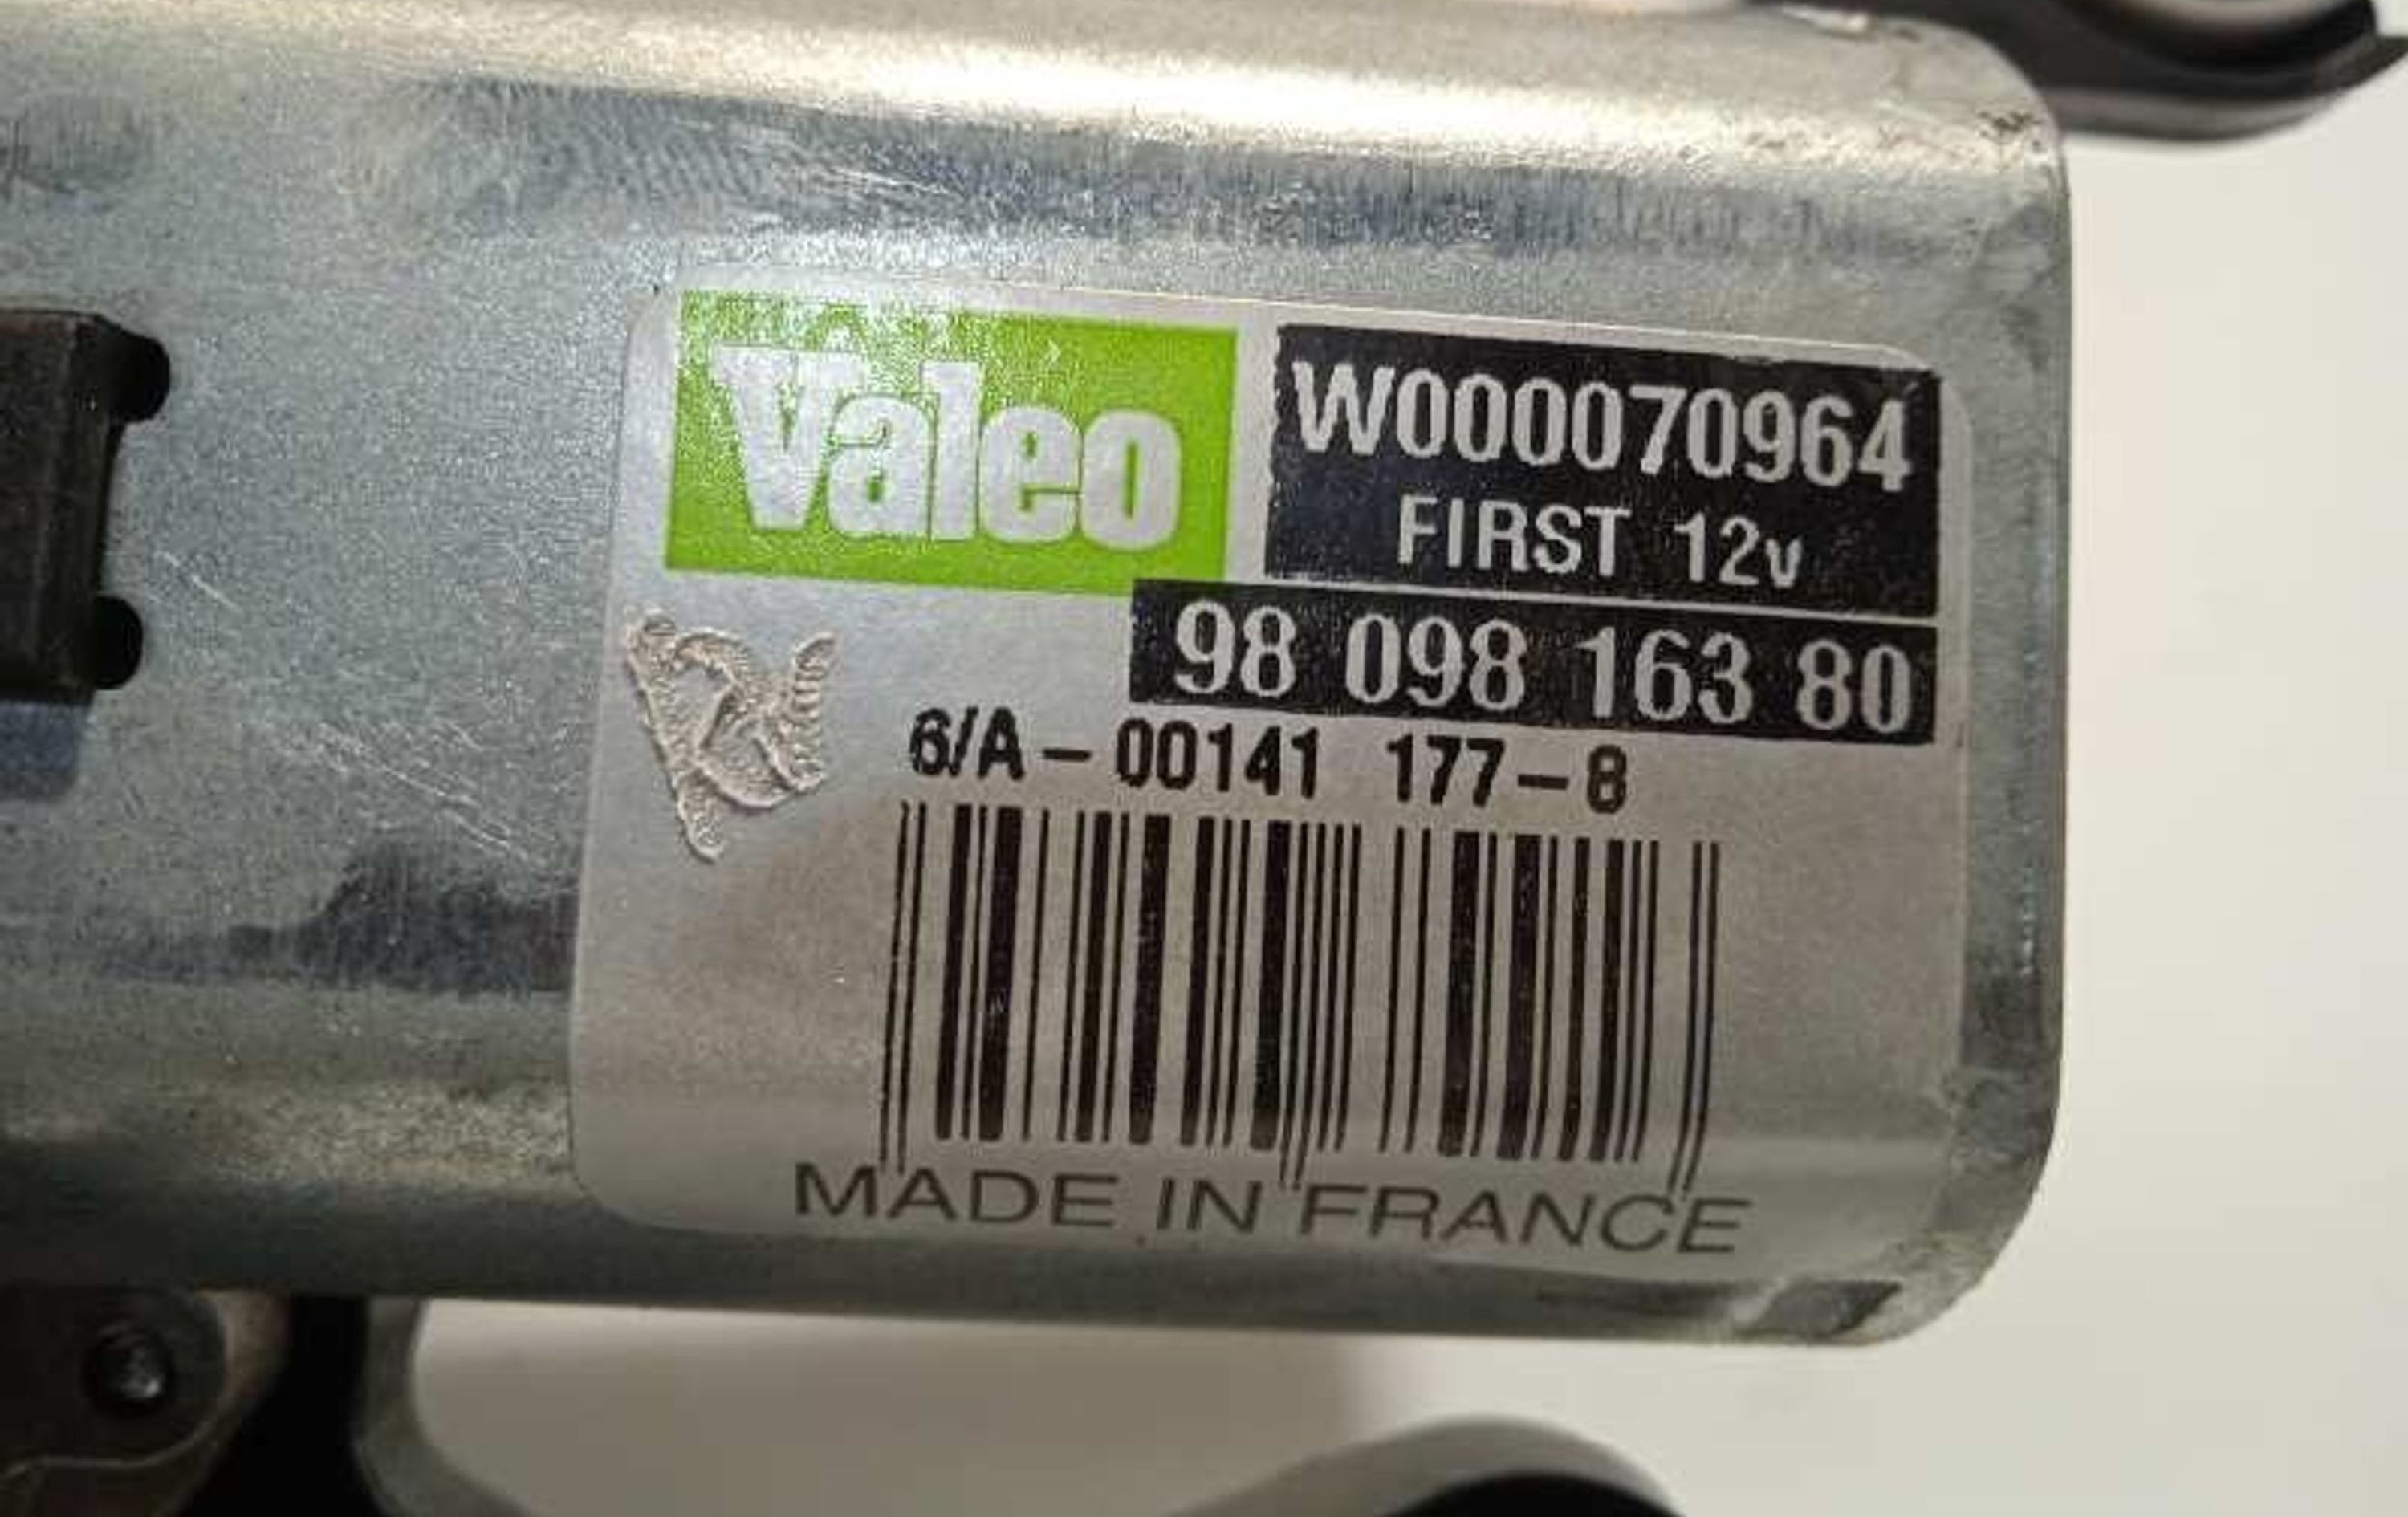 Valeo
W000070964
FIRST 12v
98 098 163 80
6/A-00141 177-8
MADE IN FRANCE